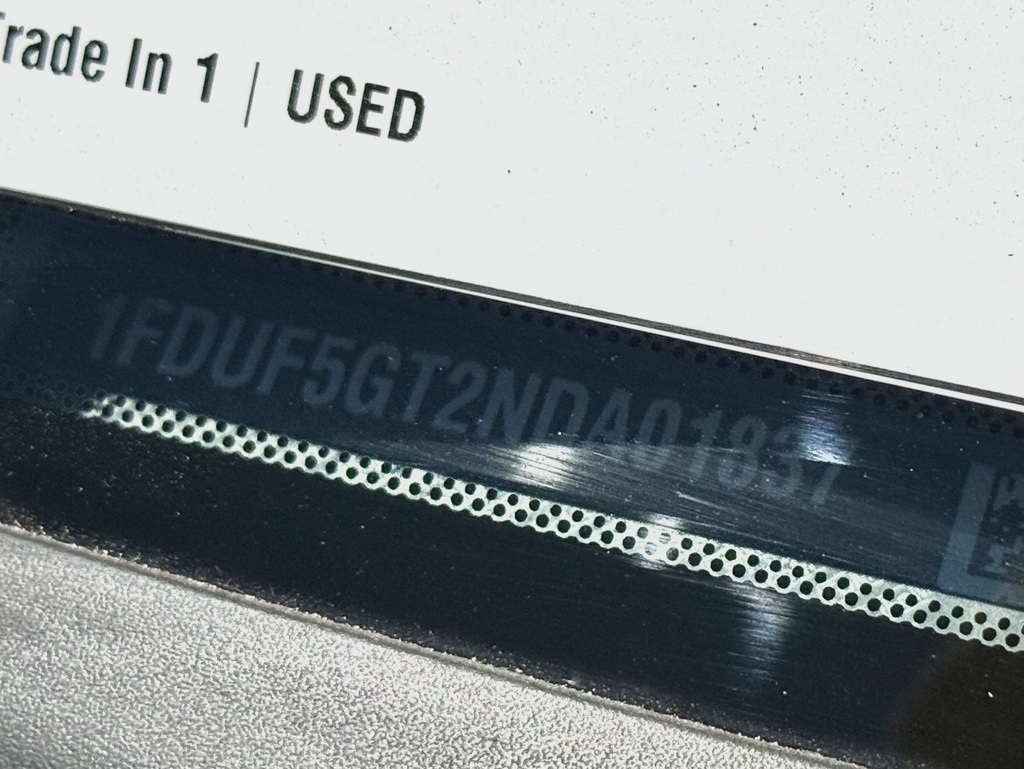 Trade In 1 | USED
1FDUF5GT2NDA01837